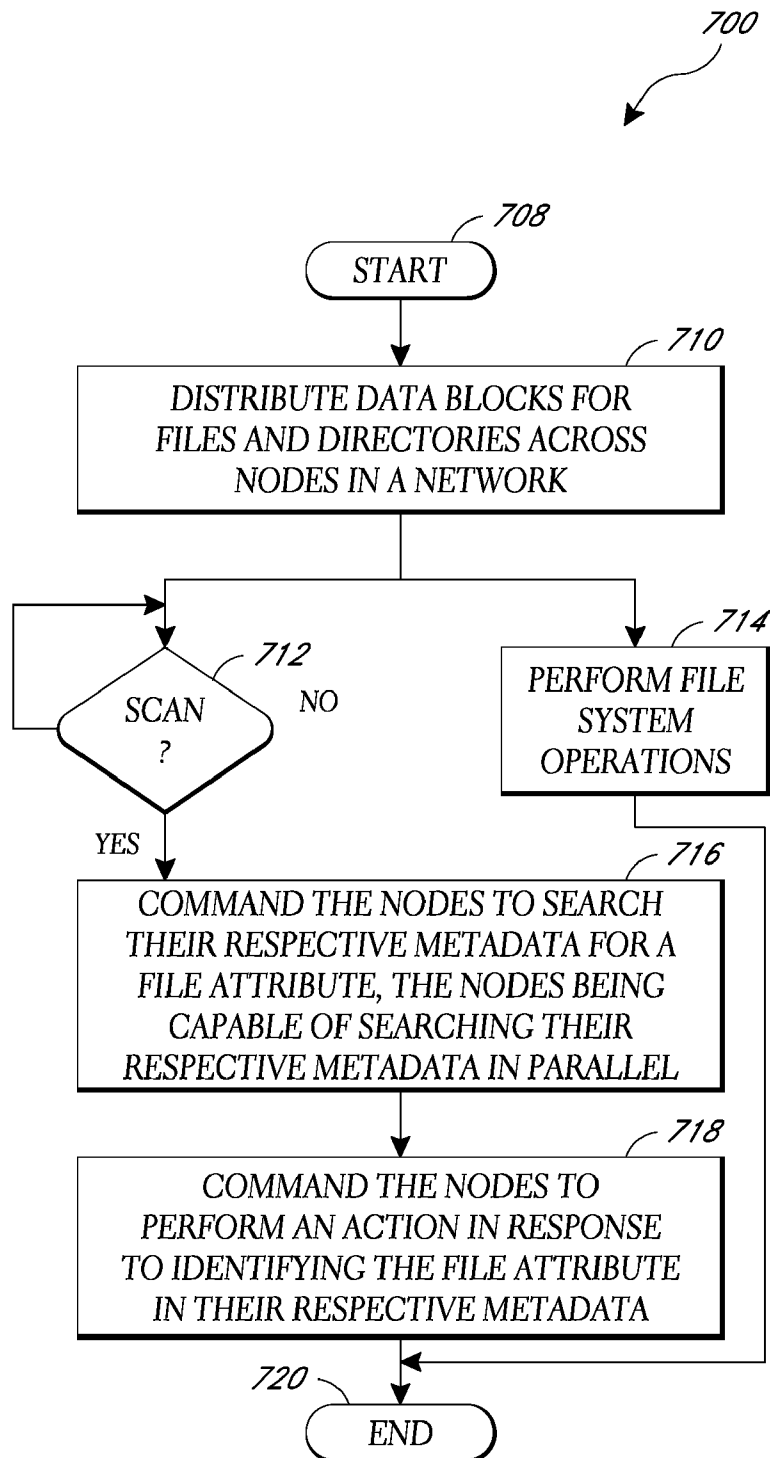 700
708
START
710
DISTRIBUTE DATA BLOCKS FOR
FILES AND DIRECTORIES ACROSS
NODES IN A NETWORK
712
SCAN
?
NO
YES
714
PERFORM FILE
SYSTEM
OPERATIONS
716
COMMAND THE NODES TO SEARCH
THEIR RESPECTIVE METADATA FOR A
FILE ATTRIBUTE, THE NODES BEING
CAPABLE OF SEARCHING THEIR
RESPECTIVE METADATA IN PARALLEL
718
COMMAND THE NODES TO
PERFORM AN ACTION IN RESPONSE
TO IDENTIFYING THE FILE ATTRIBUTE
IN THEIR RESPECTIVE METADATA
720
END